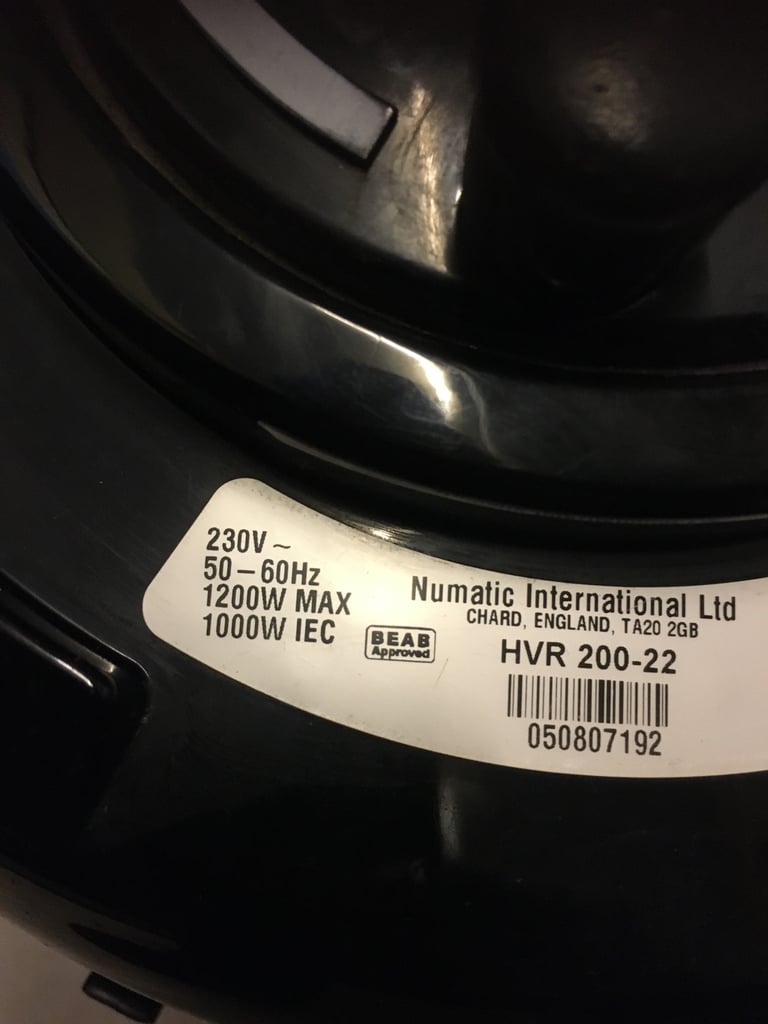 230V ~
50 – 60Hz
1200W MAX
1000W IEC
BEAB
Approved
Numatic International Ltd
CHARD, ENGLAND, TA20 2GB
HVR 200-22
050807192